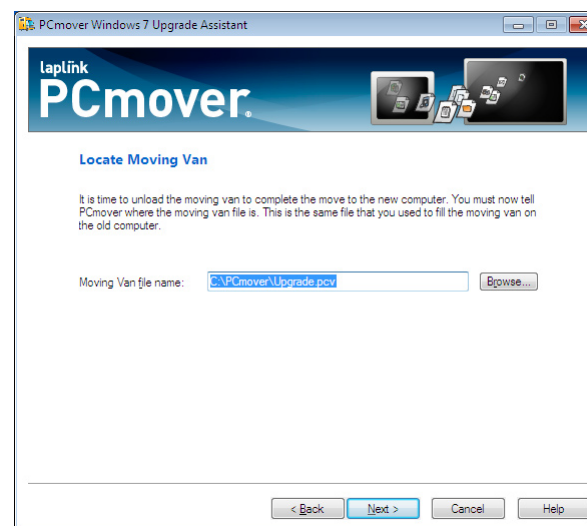 PCmover Windows 7 Upgrade Assistant
laplink
PCmover®
Locate Moving Van
It is time to unload the moving van to complete the move to the new computer. You must now tell
PCmover where the moving van file is. This is the same file that you used to fill the moving van on
the old computer.
Moving Van file name: C:\PCmover\Upgrade.pcv Browse...
< Back Next > Cancel Help